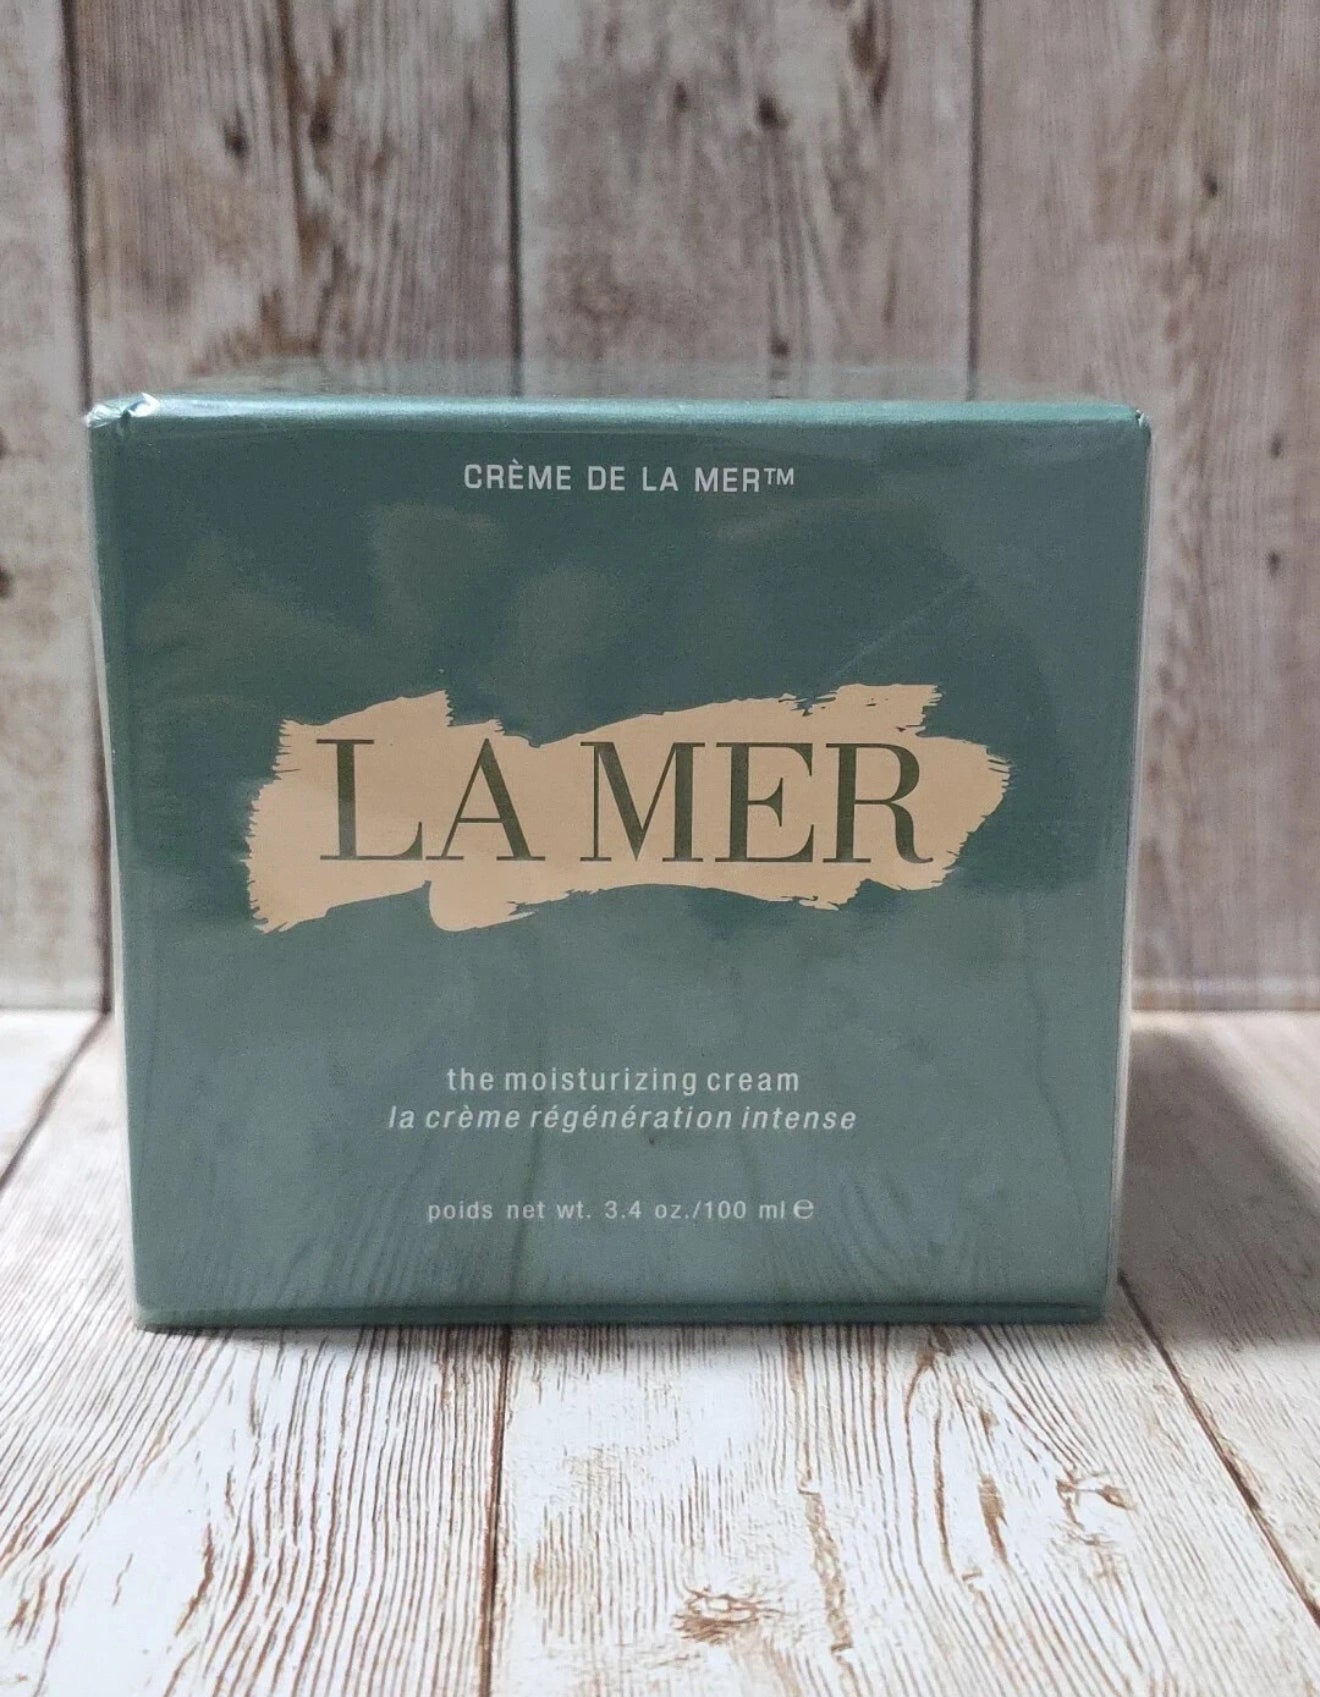 CRÈME DE LA MER™
LA MER
the moisturizing cream
la crème régénération intense
poids net wt. 3.4 oz./100 ml ℮